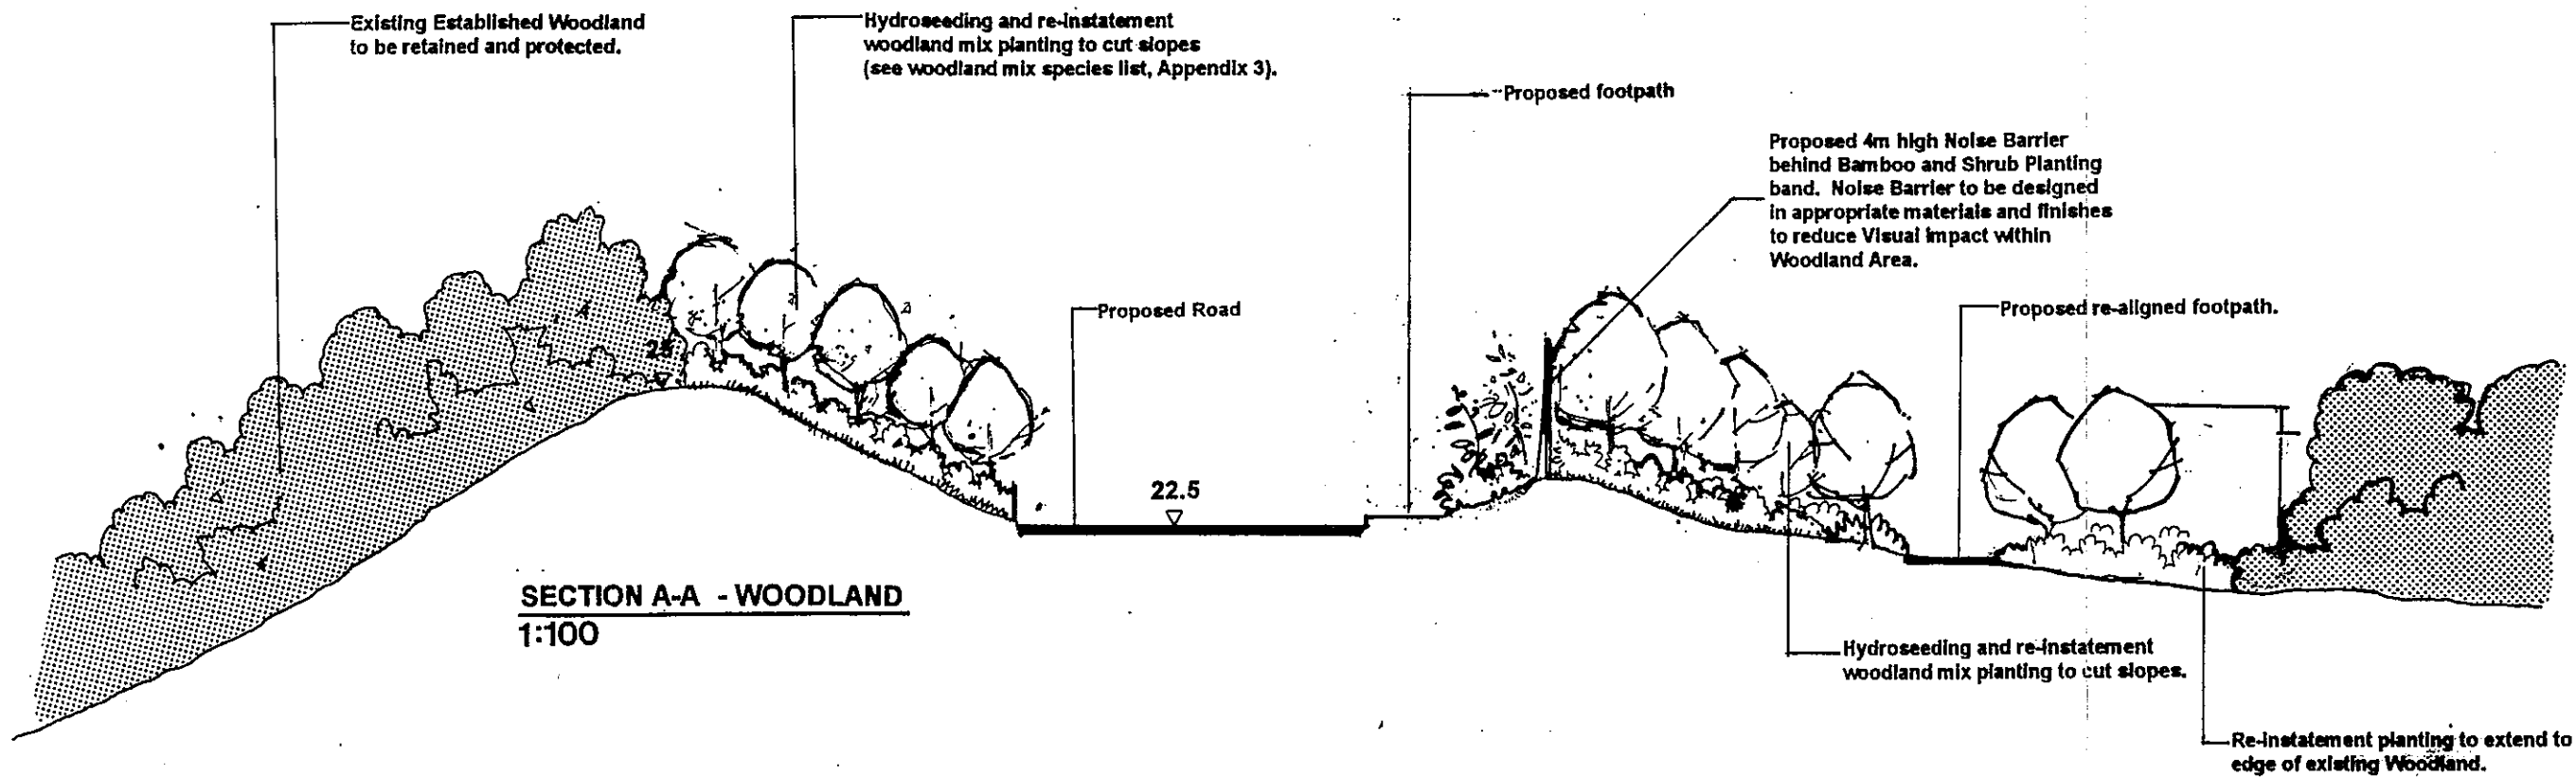 Existing Established Woodland
to be retained and protected.
Hydroseeding and re-instatement
woodland mix planting to cut slopes
(see woodland mix species list, Appendix 3).
Proposed footpath
Proposed 4m high Noise Barrier
behind Bamboo and Shrub Planting
band. Noise Barrier to be designed
in appropriate materials and finishes
to reduce Visual Impact within
Woodland Area.
Proposed Road
Proposed re-aligned footpath.
25
22.5
SECTION A-A - WOODLAND
1:100
Hydroseeding and re-instatement
woodland mix planting to cut slopes.
Re-instatement planting to extend to
edge of existing Woodland.